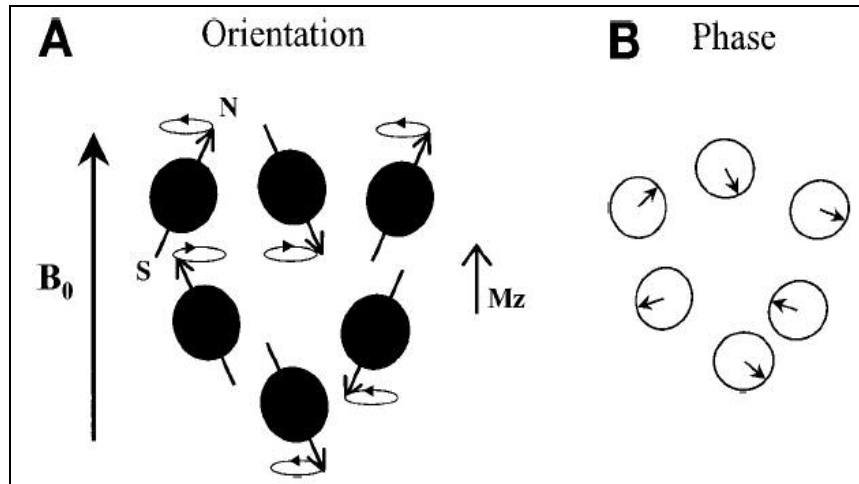 A Orientation
B Phase
N
S
B₀
Mz